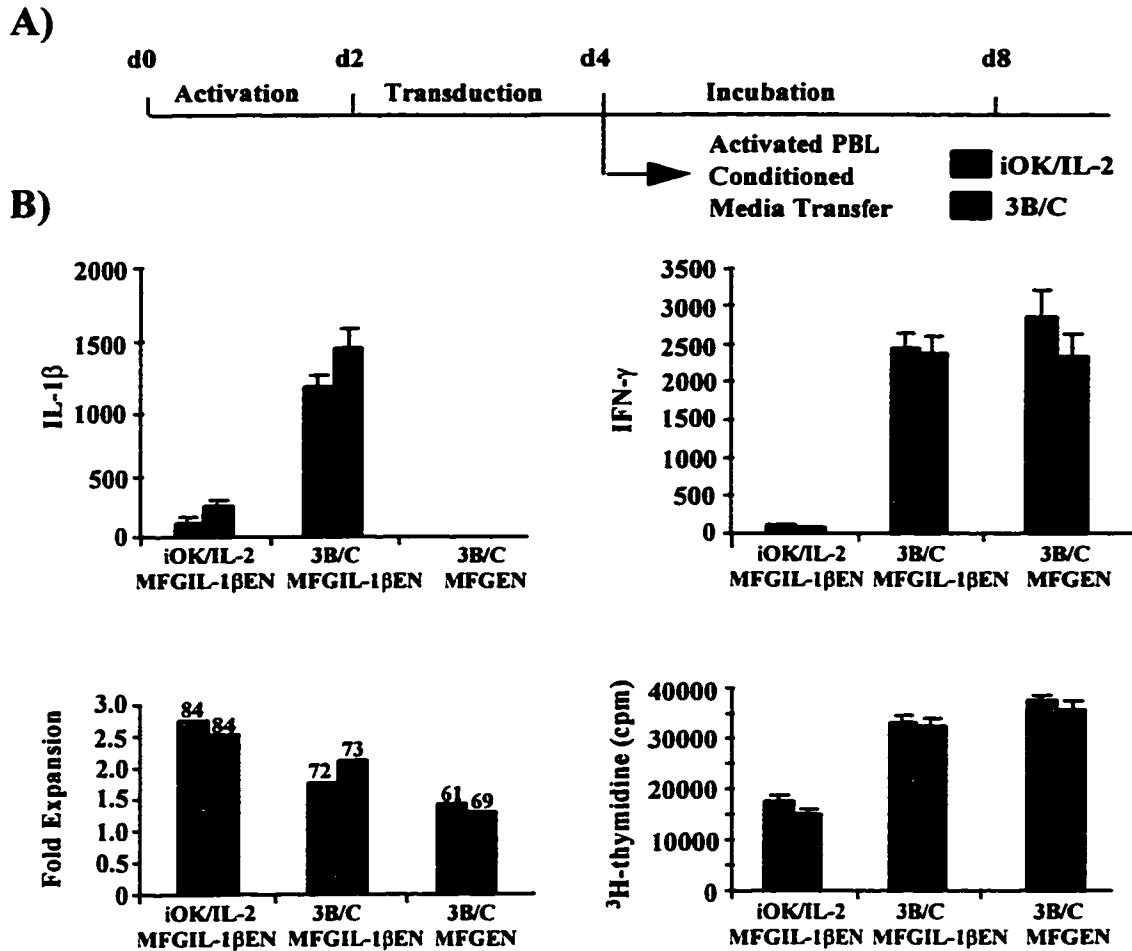 A)
d0 d2 d4 d8
Activation Transduction Incubation
Activated PBL
Conditioned
Media Transfer
iOK/IL-2
3B/C
B)
IL-1β
2000
1500
1000
500
0
iOK/IL-2 3B/C 3B/C
MFGIL-1βEN MFGIL-1βEN MFGEN
IFN-γ
3500
3000
2500
2000
1500
1000
500
0
iOK/IL-2 3B/C 3B/C
MFGIL-1βEN MFGIL-1βEN MFGEN
Fold Expansion
3.0
2.5
2.0
1.5
1.0
0.5
0
84 84 72 73 61 69
iOK/IL-2 3B/C 3B/C
MFGIL-1βEN MFGIL-1βEN MFGEN
³H-thymidine (cpm)
40000
30000
20000
10000
0
iOK/IL-2 3B/C 3B/C
MFGIL-1βEN MFGIL-1βEN MFGEN